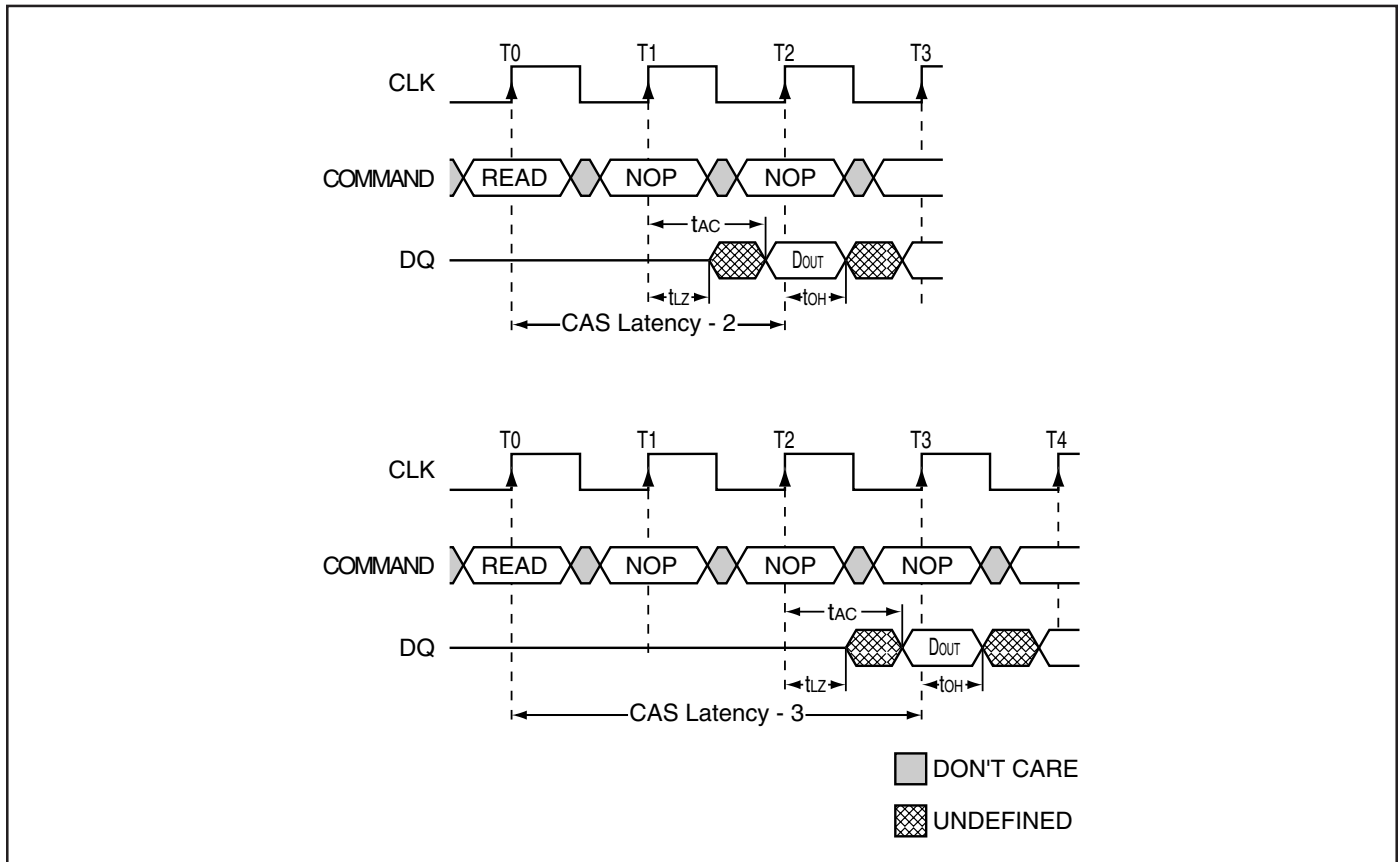 T0 T1 T2 T3
CLK
COMMAND READ NOP NOP
tAC
DQ DOUT
tLZ tOH
CAS Latency - 2
T0 T1 T2 T3 T4
CLK
COMMAND READ NOP NOP NOP
tAC
DQ DOUT
tLZ tOH
CAS Latency - 3
DON'T CARE
UNDEFINED